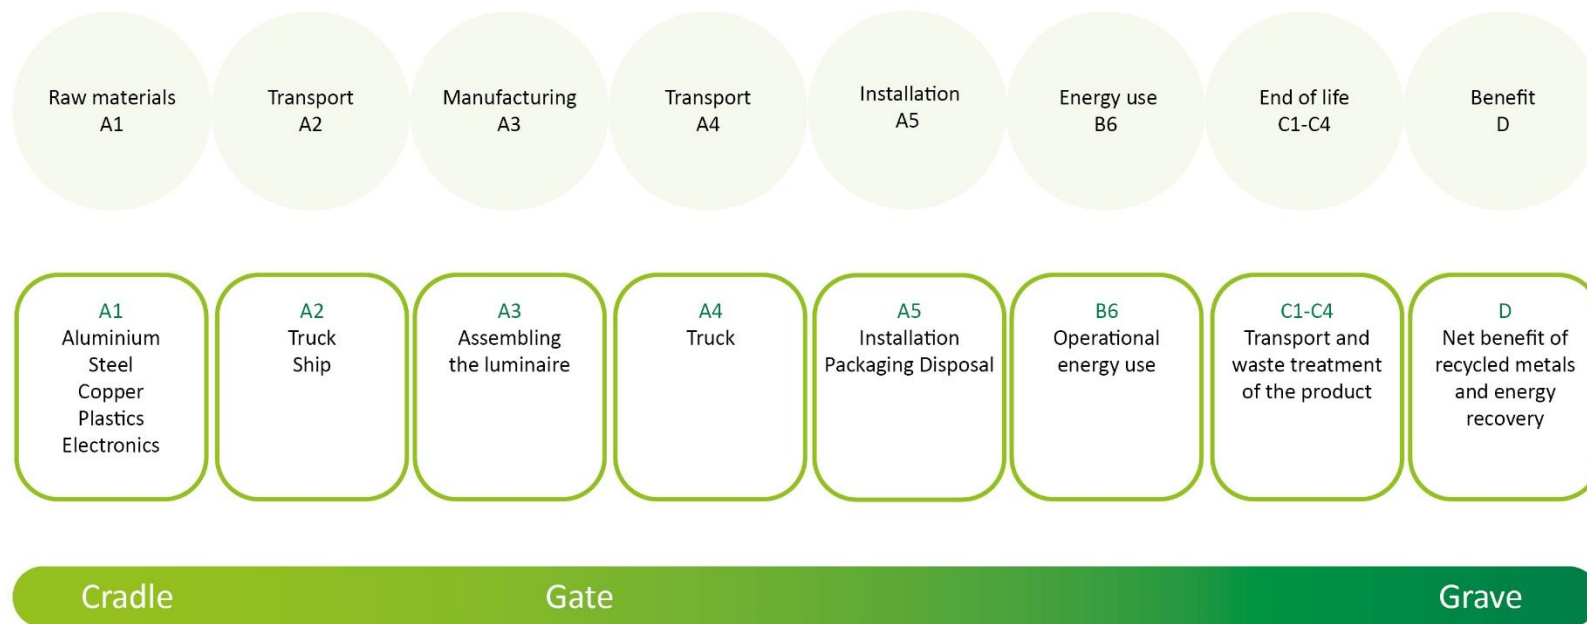 Raw materials
A1
Transport
A2
Manufacturing
A3
Transport
A4
Installation
A5
Energy use
B6
End of life
C1-C4
Benefit
D
A1
Aluminium
Steel
Copper
Plastics
Electronics
A2
Truck
Ship
A3
Assembling
the luminaire
A4
Truck
A5
Installation
Packaging Disposal
B6
Operational
energy use
C1-C4
Transport and
waste treatment
of the product
D
Net benefit of
recycled metals
and energy
recovery
Cradle
Gate
Grave